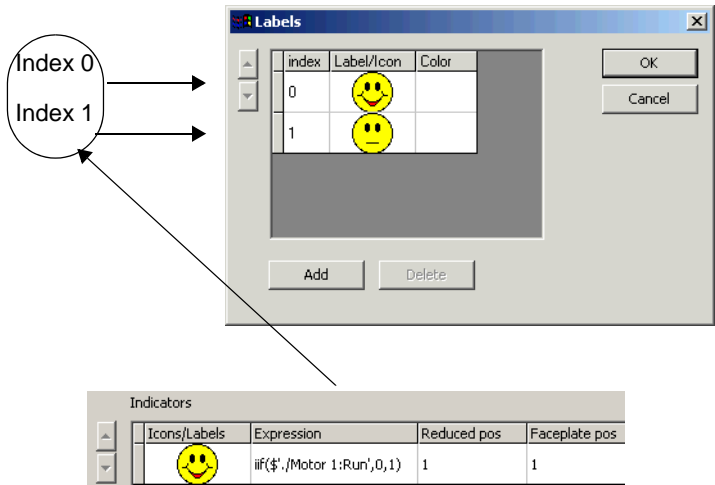 Labels
Index 0
Index 1
index Label/Icon Color
0
1
OK
Cancel
Add Delete
Indicators
Icons/Labels Expression Reduced pos Faceplate pos
iif($'./Motor 1:Run',0,1) 1 1